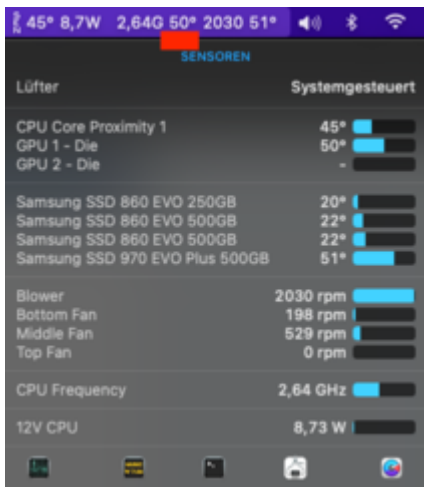 45° 8,7W 2,64G 50° 2030 51°
SENSOREN
Lüfter Systemgesteuert
CPU Core Proximity 1 45°
GPU 1 - Die 50°
GPU 2 - Die -
Samsung SSD 860 EVO 250GB 20°
Samsung SSD 860 EVO 500GB 22°
Samsung SSD 860 EVO 500GB 22°
Samsung SSD 970 EVO Plus 500GB 51°
Blower 2030 rpm
Bottom Fan 198 rpm
Middle Fan 529 rpm
Top Fan 0 rpm
CPU Frequency 2,64 GHz
12V CPU 8,73 W